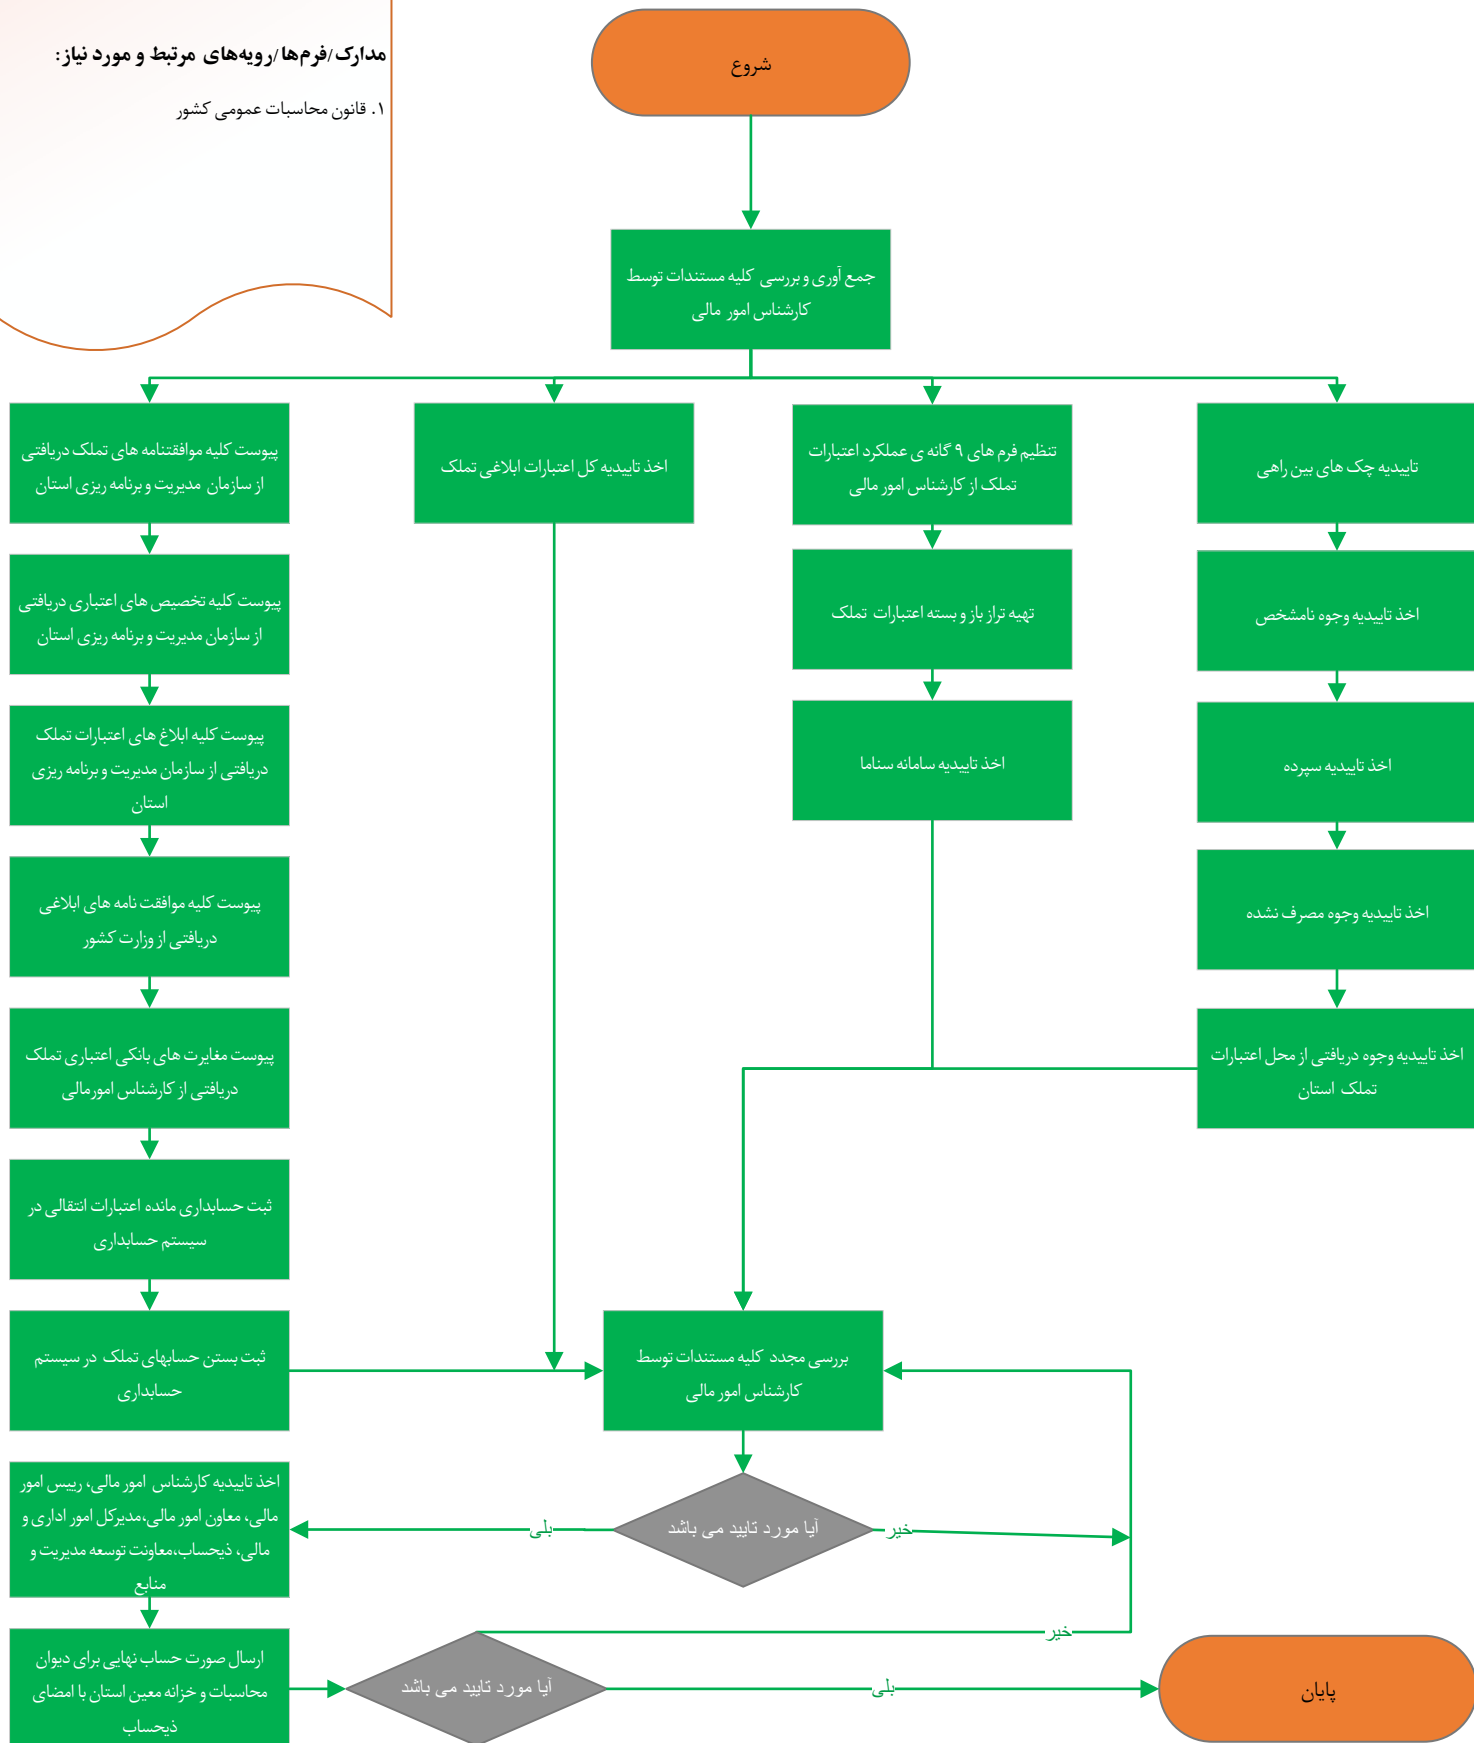 مدارک/فرم‌ها/رویه‌های مرتبط و مورد نیاز:
۱. قانون محاسبات عمومی کشور
شروع
جمع آوری و بررسی کلیه مستندات توسط
کارشناس امور مالی
تاییدیه چک های بین راهی
اخذ تاییدیه وجوه نامشخص
اخذ تاییدیه سپرده
اخذ تاییدیه وجوه مصرف نشده
اخذ تاییدیه وجوه دریافتی از محل اعتبارات
تملک استان
تنظیم فرم های ۹ گانه ی عملکرد اعتبارات
تملک از کارشناس امور مالی
تهیه تراز باز و بسته اعتبارات تملک
اخذ تاییدیه سامانه سناما
اخذ تاییدیه کل اعتبارات ابلاغی تملک
پیوست کلیه موافقتنامه های تملک دریافتی
از سازمان مدیریت و برنامه ریزی استان
پیوست کلیه تخصیص های اعتباری دریافتی
از سازمان مدیریت و برنامه ریزی استان
پیوست کلیه ابلاغ های اعتبارات تملک
دریافتی از سازمان مدیریت و برنامه ریزی
استان
پیوست کلیه موافقت نامه های ابلاغی
دریافتی از وزارت کشور
پیوست مغایرت های بانکی اعتباری تملک
دریافتی از کارشناس امورمالی
ثبت حسابداری مانده اعتبارات انتقالی در
سیستم حسابداری
ثبت بستن حسابهای تملک در سیستم
حسابداری
بررسی مجدد کلیه مستندات توسط
کارشناس امور مالی
آیا مورد تایید می باشد
خیر
بلی
اخذ تاییدیه کارشناس امور مالی، رییس امور
مالی، معاون امور مالی،مدیرکل امور اداری و
مالی، ذیحساب،معاونت توسعه مدیریت و
منابع
ارسال صورت حساب نهایی برای دیوان
محاسبات و خزانه معین استان با امضای
ذیحساب
آیا مورد تایید می باشد
خیر
بلی
پایان